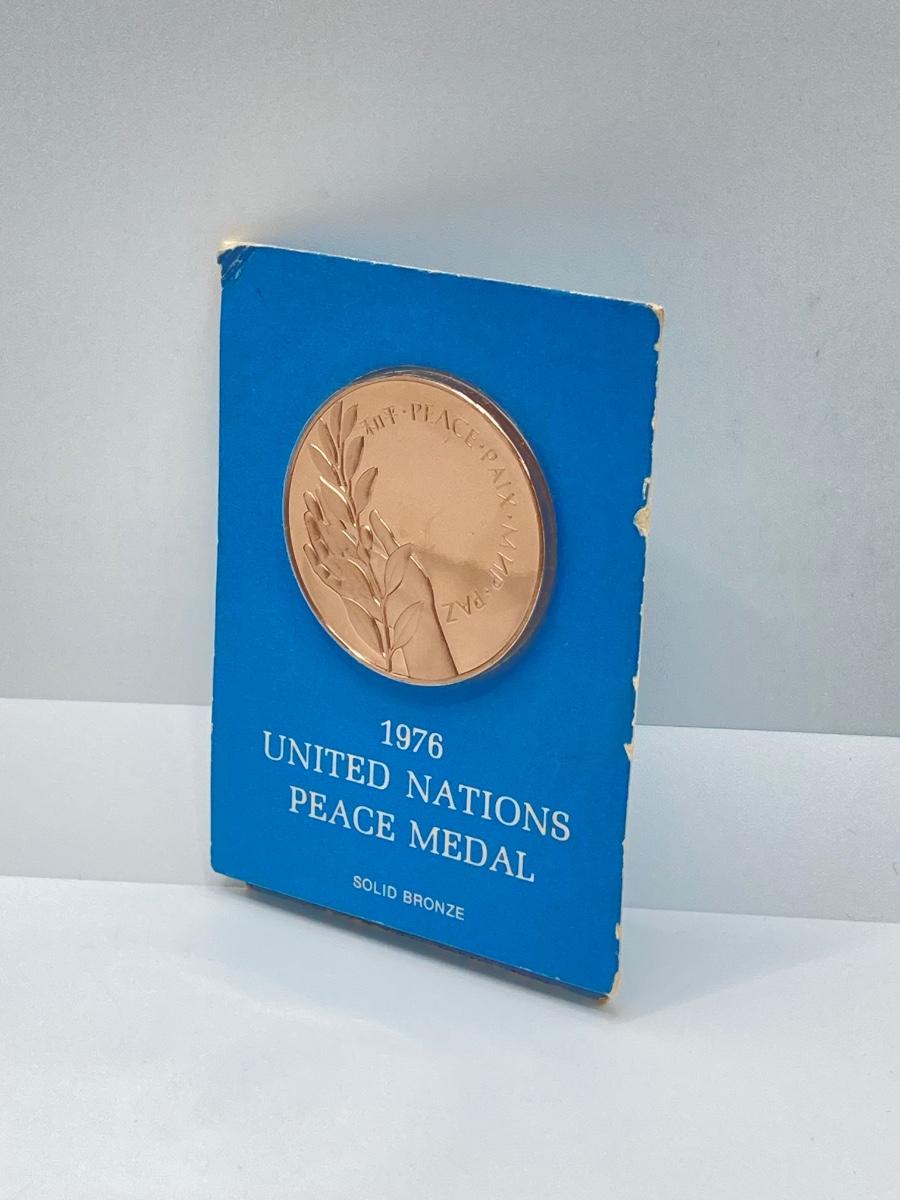 和平·PEACE·PAIX·МИР·PAZ
1976
UNITED NATIONS
PEACE MEDAL
SOLID BRONZE